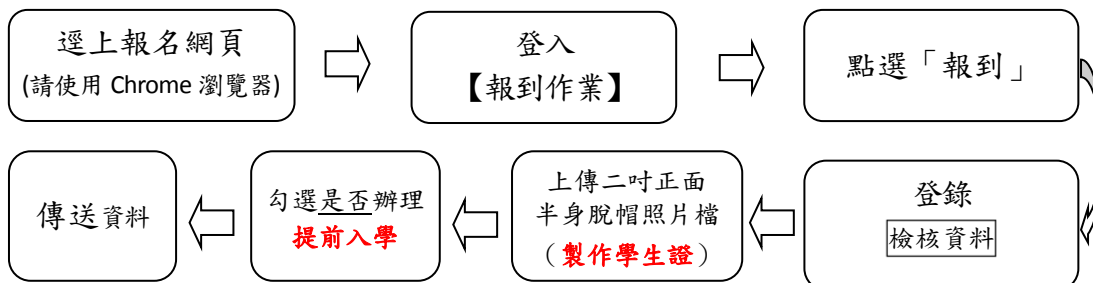 逕上報名網頁
(請使用 Chrome 瀏覽器)
登入
【報到作業】
點選「報到」
登錄
檢核資料
上傳二吋正面
半身脫帽照片檔
（製作學生證）
勾選是否辦理
提前入學
傳送資料